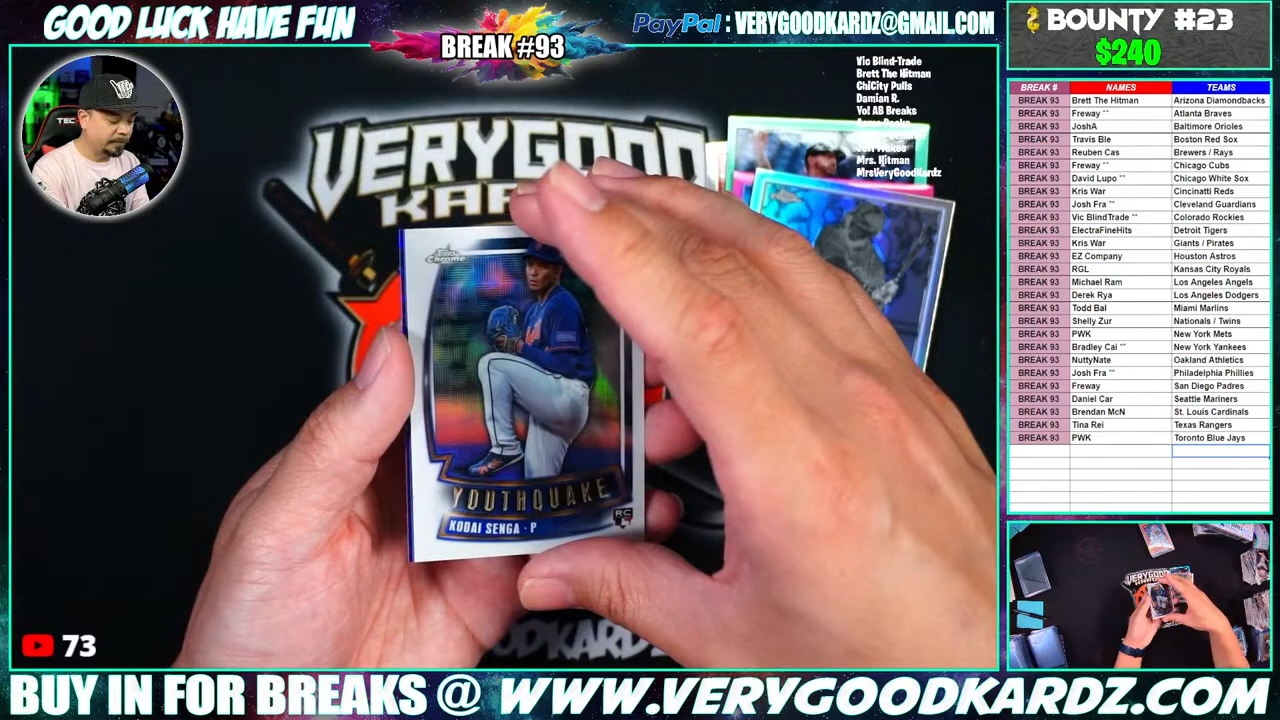 GOOD LUCK HAVE FUN
BREAK #93
PayPal : VERYGOODKARDZ@GMAIL.COM
BOUNTY #23
$240
TEC
VERYGOOD
Vic Blind-Trade
Brett The Hitman
ChiCity Pulls
Damian R.
Yo! AB Breaks
Mrs. Hitman
MrsVeryGoodKardz
Topps Chrome
YOUTHQUAKE
KODAI SENGA - P
RC
73
BREAK # NAMES TEAMS
BREAK 93 Brett The Hitman Arizona Diamondbacks
BREAK 93 Freway ** Atlanta Braves
BREAK 93 JoshA Baltimore Orioles
BREAK 93 Travis Ble Boston Red Sox
BREAK 93 Reuben Cas Brewers / Rays
BREAK 93 Freway ** Chicago Cubs
BREAK 93 David Lupo ** Chicago White Sox
BREAK 93 Kris War Cincinatti Reds
BREAK 93 Josh Fra ** Cleveland Guardians
BREAK 93 Vic BlindTrade ** Colorado Rockies
BREAK 93 ElectraFineHits Detroit Tigers
BREAK 93 Kris War Giants / Pirates
BREAK 93 EZ Company Houston Astros
BREAK 93 RGL Kansas City Royals
BREAK 93 Michael Ram Los Angeles Angels
BREAK 93 Derek Rya Los Angeles Dodgers
BREAK 93 Todd Bal Miami Marlins
BREAK 93 Shelly Zur Nationals / Twins
BREAK 93 PWK New York Mets
BREAK 93 Bradley Cai ** New York Yankees
BREAK 93 NuttyNate Oakland Athletics
BREAK 93 Josh Fra ** Philadelphia Phillies
BREAK 93 Freway San Diego Padres
BREAK 93 Daniel Car Seattle Mariners
BREAK 93 Brendan McN St. Louis Cardinals
BREAK 93 Tina Rei Texas Rangers
BREAK 93 PWK Toronto Blue Jays
BUY IN FOR BREAKS @ WWW.VERYGOODKARDZ.COM